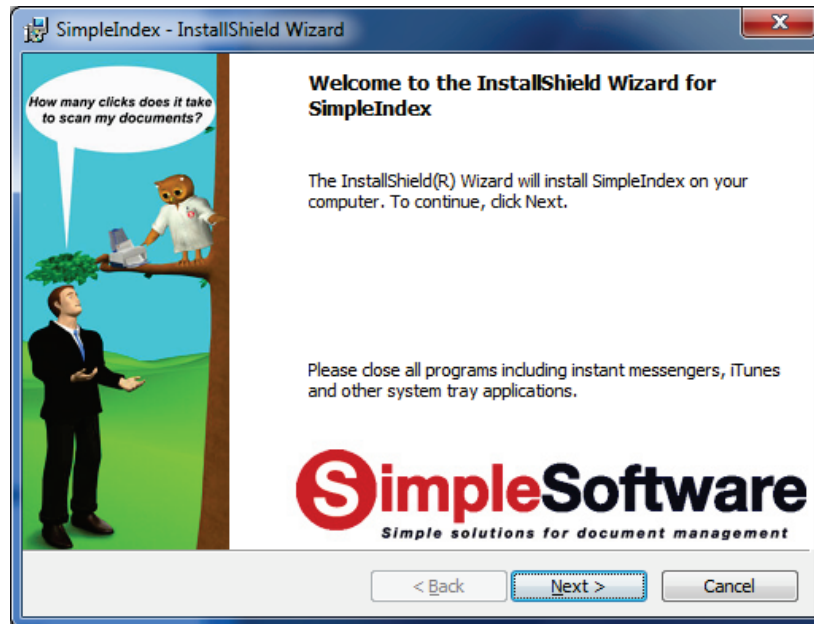 SimpleIndex - InstallShield Wizard
How many clicks does it take
to scan my documents?
Welcome to the InstallShield Wizard for
SimpleIndex
The InstallShield(R) Wizard will install SimpleIndex on your
computer. To continue, click Next.
Please close all programs including instant messengers, iTunes
and other system tray applications.
SimpleSoftware
Simple solutions for document management
< Back
Next >
Cancel